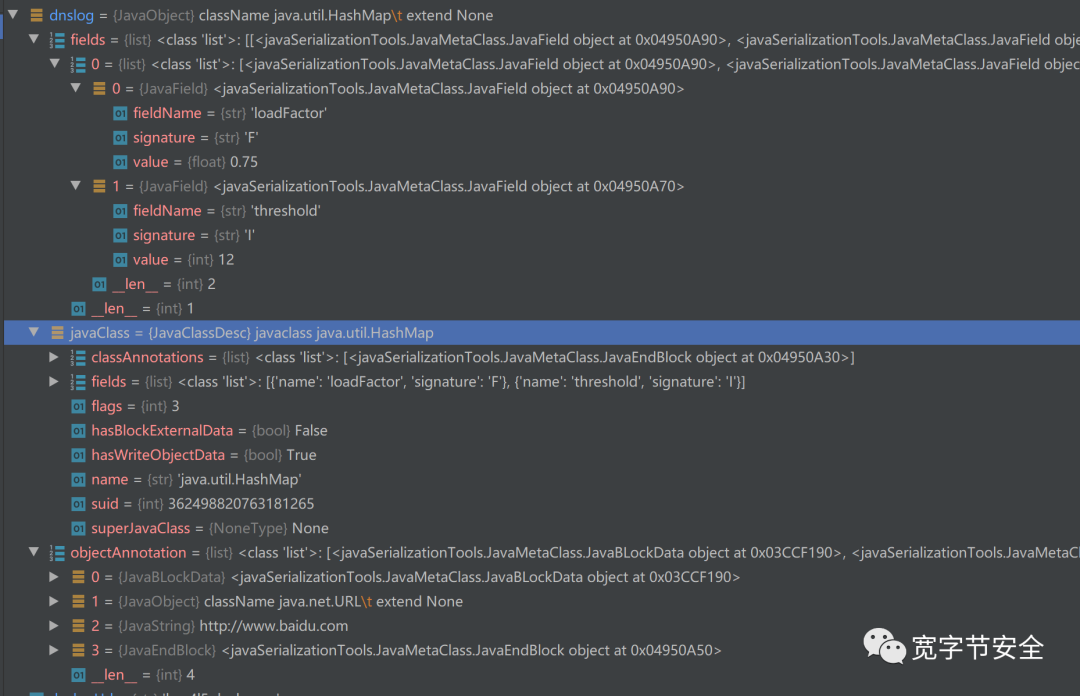 dnslog = {JavaObject} className java.util.HashMap\t extend None
fields = {list} <class 'list'>: [[<javaSerializationTools.JavaMetaClass.JavaField object at 0x04950A90>, <javaSerializationTools.JavaMetaClass.JavaField obje
0 = {list} <class 'list'>: [<javaSerializationTools.JavaMetaClass.JavaField object at 0x04950A90>, <javaSerializationTools.JavaMetaClass.JavaField object
0 = {JavaField} <javaSerializationTools.JavaMetaClass.JavaField object at 0x04950A90>
fieldName = {str} 'loadFactor'
signature = {str} 'F'
value = {float} 0.75
1 = {JavaField} <javaSerializationTools.JavaMetaClass.JavaField object at 0x04950A70>
fieldName = {str} 'threshold'
signature = {str} 'I'
value = {int} 12
__len__ = {int} 2
__len__ = {int} 1
javaClass = {JavaClassDesc} javaclass java.util.HashMap
classAnnotations = {list} <class 'list'>: [<javaSerializationTools.JavaMetaClass.JavaEndBlock object at 0x04950A30>]
fields = {list} <class 'list'>: [{'name': 'loadFactor', 'signature': 'F'}, {'name': 'threshold', 'signature': 'I'}]
flags = {int} 3
hasBlockExternalData = {bool} False
hasWriteObjectData = {bool} True
name = {str} 'java.util.HashMap'
suid = {int} 362498820763181265
superJavaClass = {NoneType} None
objectAnnotation = {list} <class 'list'>: [<javaSerializationTools.JavaMetaClass.JavaBLockData object at 0x03CCF190>, <javaSerializationTools.JavaMetaCl
0 = {JavaBLockData} <javaSerializationTools.JavaMetaClass.JavaBLockData object at 0x03CCF190>
1 = {JavaObject} className java.net.URL\t extend None
2 = {JavaString} http://www.baidu.com
3 = {JavaEndBlock} <javaSerializationTools.JavaMetaClass.JavaEndBlock object at 0x04950A50>
__len__ = {int} 4
宽字节安全